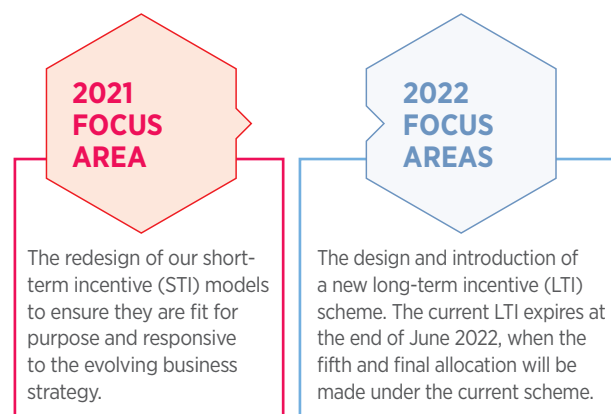 2021
FOCUS
AREA
The redesign of our short-
term incentive (STI) models
to ensure they are fit for
purpose and responsive
to the evolving business
strategy.
2022
FOCUS
AREAS
The design and introduction of
a new long-term incentive (LTI)
scheme. The current LTI expires at
the end of June 2022, when the
fifth and final allocation will be
made under the current scheme.